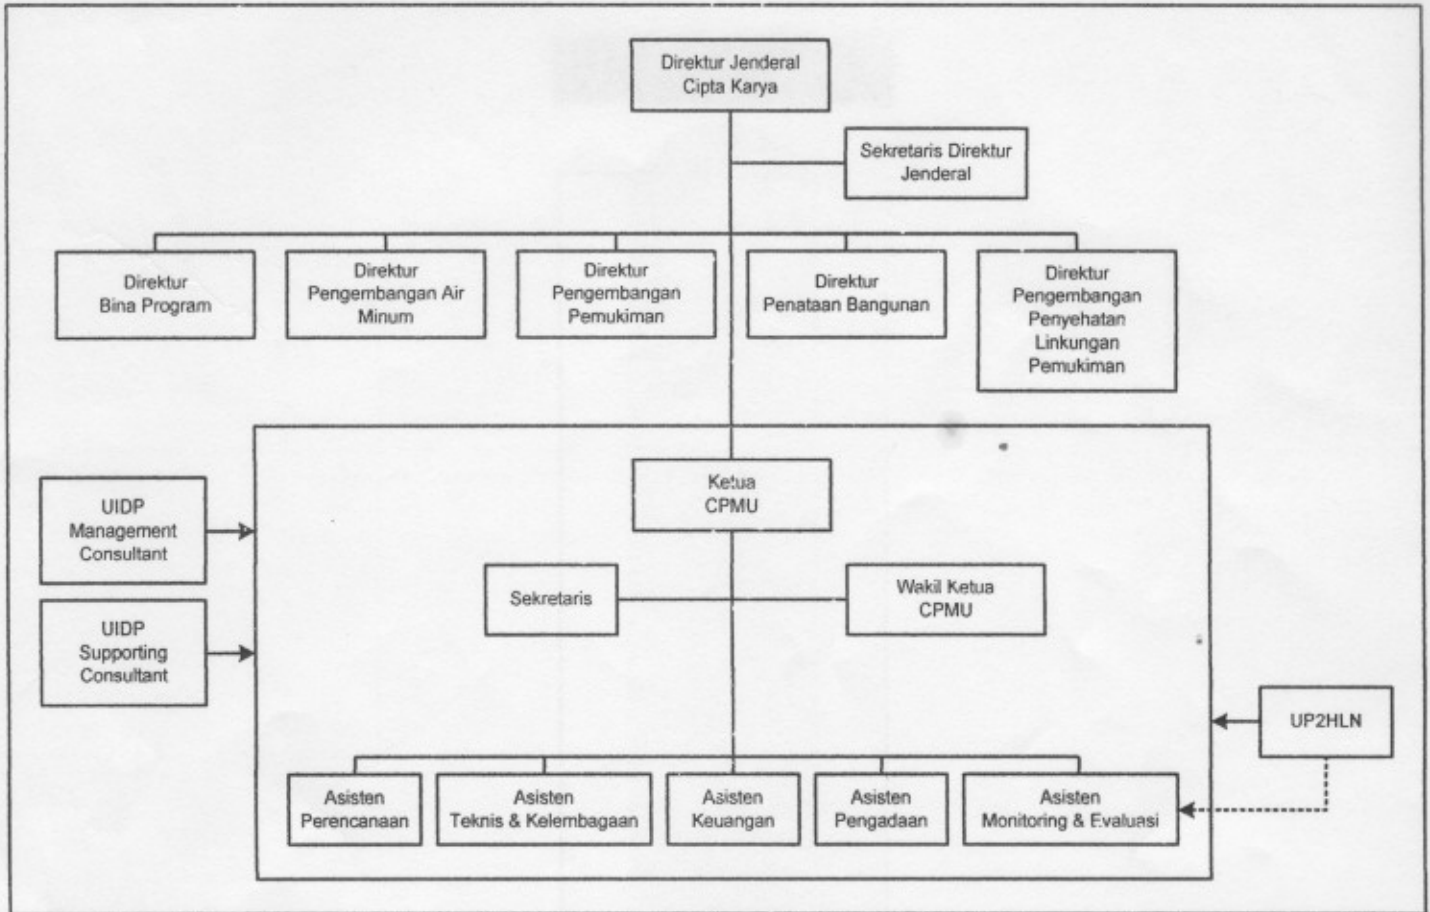 Direktur Jenderal
Cipta Karya
Sekretaris Direktur
Jenderal
Direktur
Bina Program
Direktur
Pengembangan Air
Minum
Direktur
Pengembangan
Pemukiman
Direktur
Penataan Bangunan
Direktur
Pengembangan
Penyehatan
Linkungan
Pemukiman
Ketua
CPMU
UIDP
Management
Consultant
Sekretaris
Wakil Ketua
CPMU
UIDP
Supporting
Consultant
UP2HLN
Asisten
Perencanaan
Asisten
Teknis & Kelembagaan
Asisten
Keuangan
Asisten
Pengadaan
Asisten
Monitoring & Evaluasi